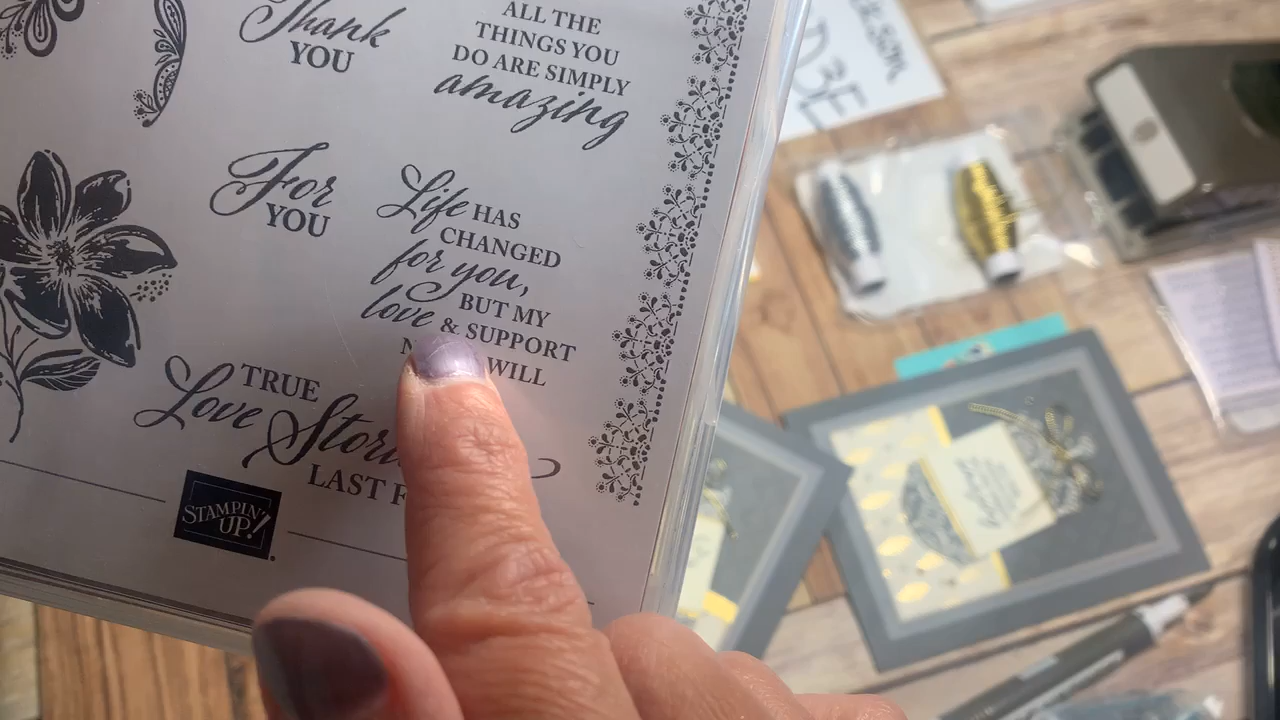 Thank
YOU
ALL THE
THINGS YOU
DO ARE SIMPLY
amazing
For
YOU
Life HAS
CHANGED
for you,
BUT MY
love & SUPPORT
WILL
TRUE
Love
LAST
STAMPIN'
UP!